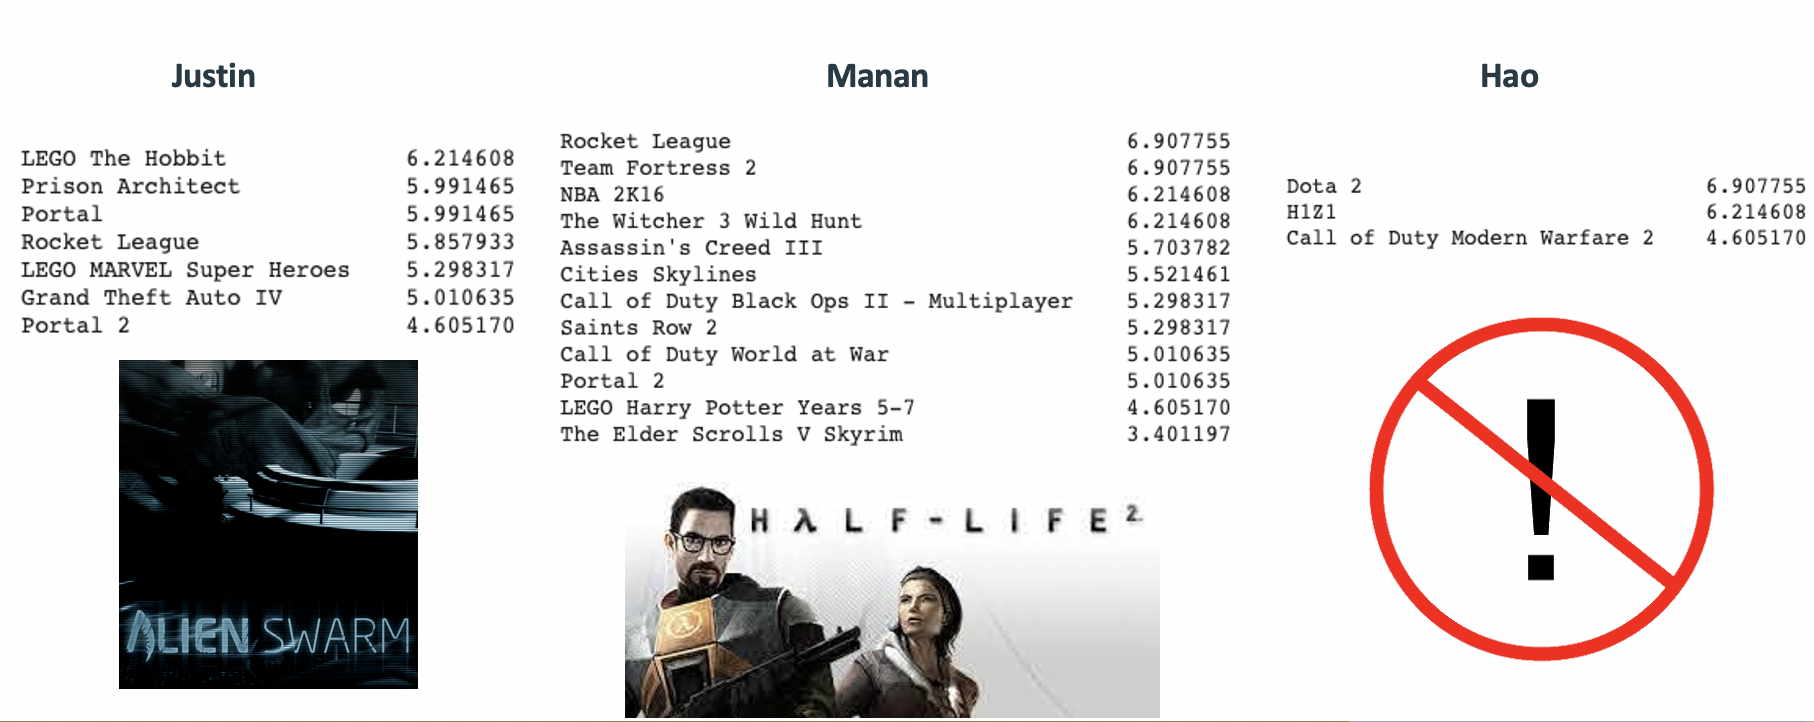 Justin
LEGO The Hobbit 6.214608
Prison Architect 5.991465
Portal 5.991465
Rocket League 5.857933
LEGO MARVEL Super Heroes 5.298317
Grand Theft Auto IV 5.010635
Portal 2 4.605170
ALIEN SWARM
Manan
Rocket League 6.907755
Team Fortress 2 6.907755
NBA 2K16 6.214608
The Witcher 3 Wild Hunt 6.214608
Assassin's Creed III 5.703782
Cities Skylines 5.521461
Call of Duty Black Ops II - Multiplayer 5.298317
Saints Row 2 5.298317
Call of Duty World at War 5.010635
Portal 2 5.010635
LEGO Harry Potter Years 5-7 4.605170
The Elder Scrolls V Skyrim 3.401197
HλLF-LIFE²
Hao
Dota 2 6.907755
H1Z1 6.214608
Call of Duty Modern Warfare 2 4.605170
!